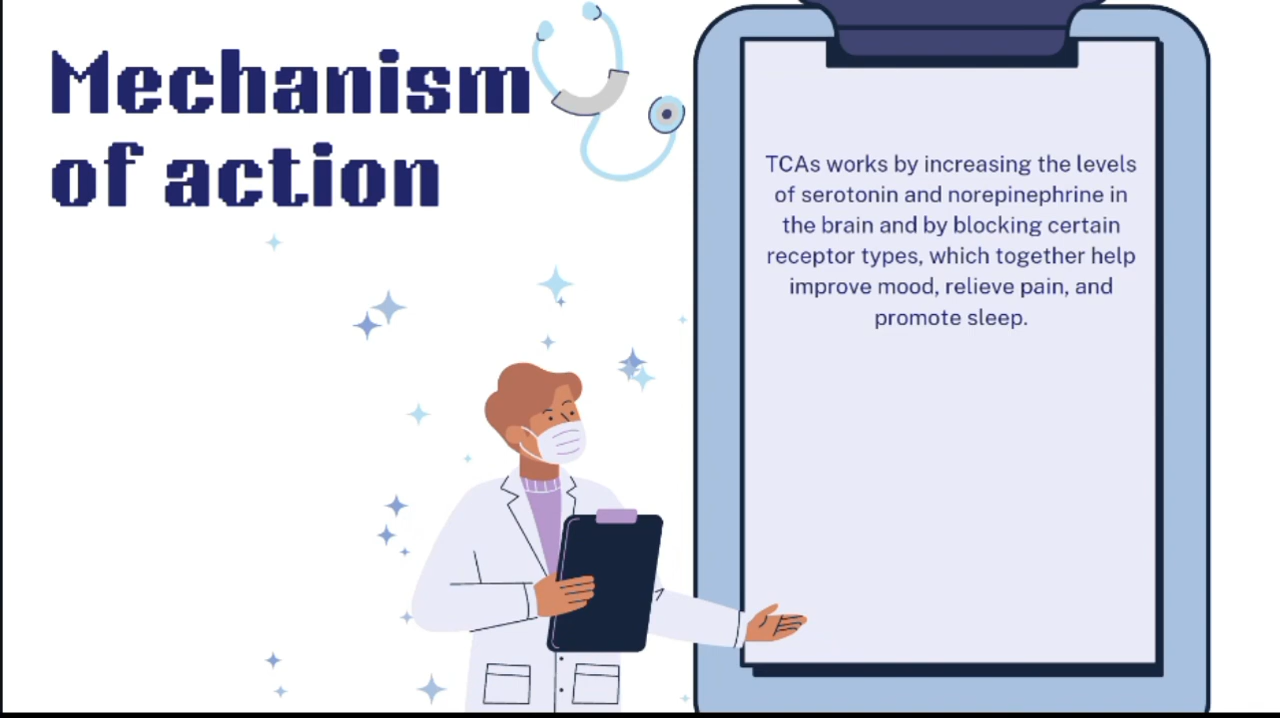 Mechanism
of action
TCAs works by increasing the levels
of serotonin and norepinephrine in
the brain and by blocking certain
receptor types, which together help
improve mood, relieve pain, and
promote sleep.